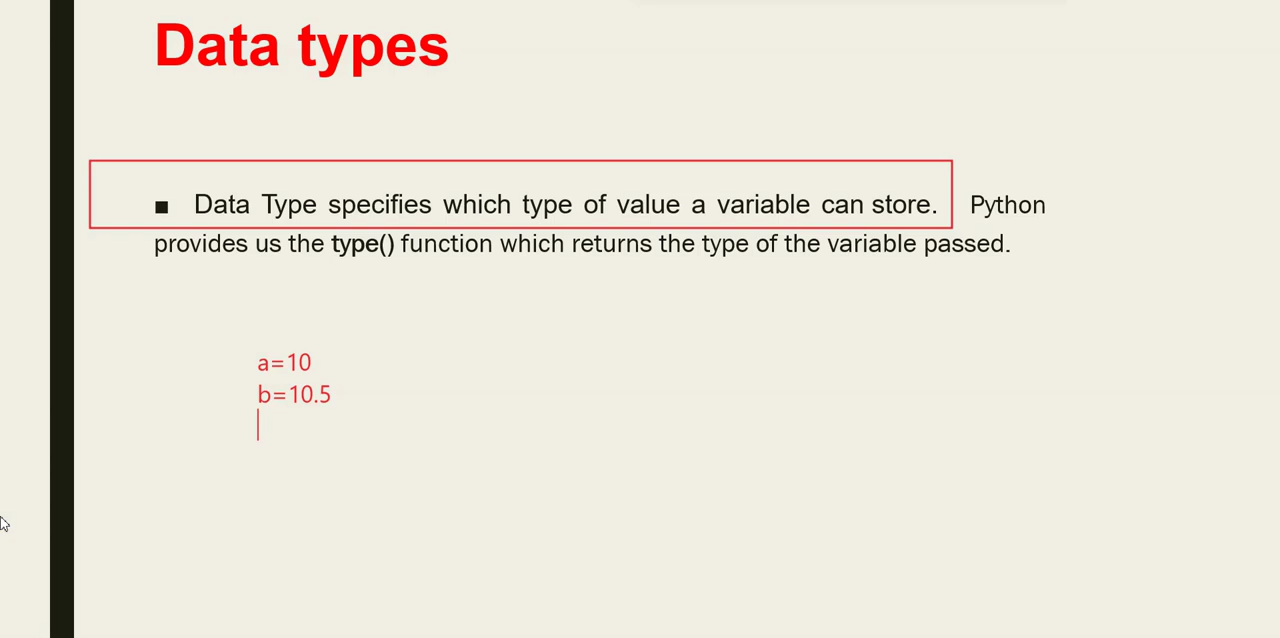 Data types
■ Data Type specifies which type of value a variable can store. Python
provides us the type() function which returns the type of the variable passed.
a=10
b=10.5